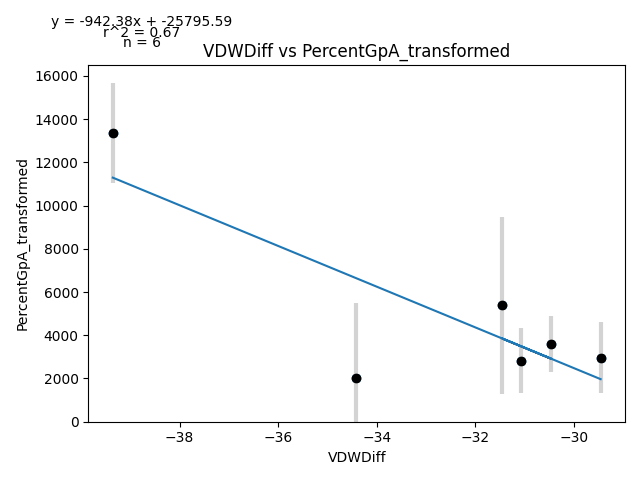 y = -942.38x + -25795.59
r^2 = 0.67
n = 6
VDWDiff vs PercentGpA_transformed
PercentGpA_transformed
16000
14000
12000
10000
8000
6000
4000
2000
0
−38 −36 −34 −32 −30
VDWDiff